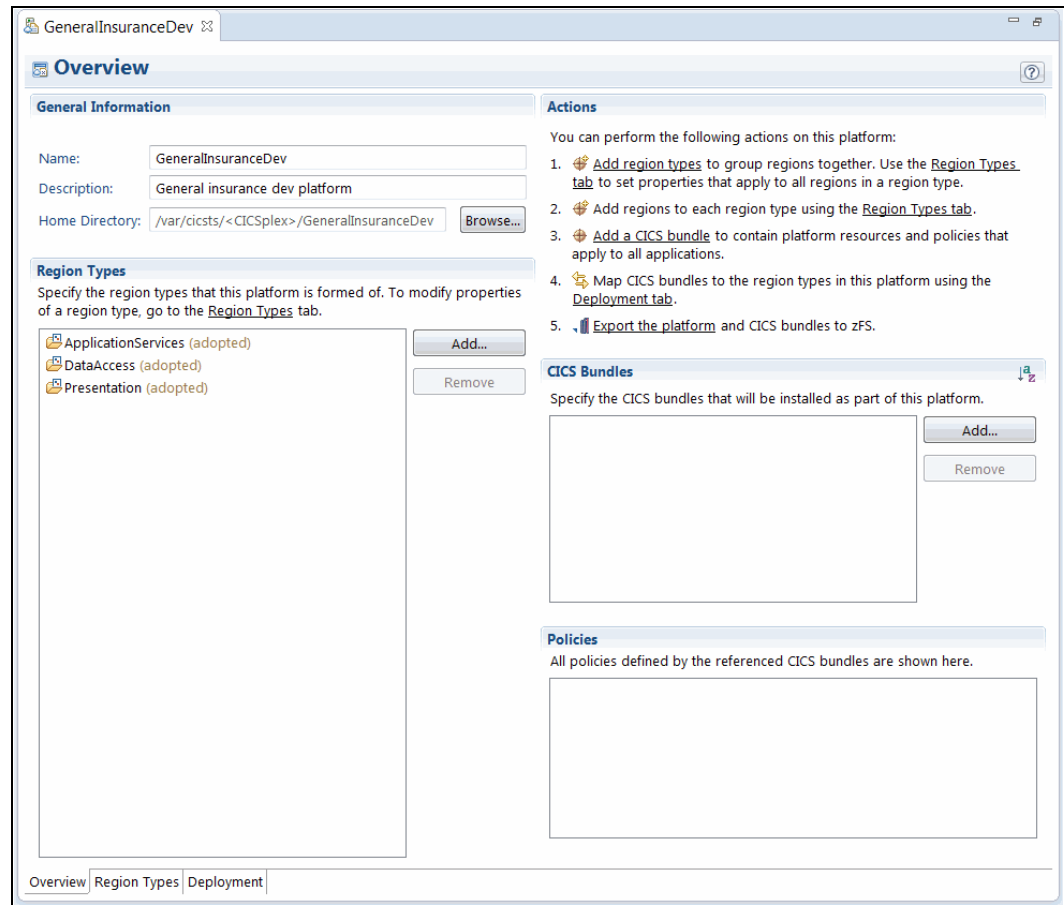 GeneralInsuranceDev
Overview
General Information
Name: GeneralInsuranceDev
Description: General insurance dev platform
Home Directory: /var/cicsts/<CICSplex>/GeneralInsuranceDev Browse...
Region Types
Specify the region types that this platform is formed of. To modify properties
of a region type, go to the Region Types tab.
ApplicationServices (adopted)
DataAccess (adopted)
Presentation (adopted)
Add...
Remove
Actions
You can perform the following actions on this platform:
1. Add region types to group regions together. Use the Region Types
tab to set properties that apply to all regions in a region type.
2. Add regions to each region type using the Region Types tab.
3. Add a CICS bundle to contain platform resources and policies that
apply to all applications.
4. Map CICS bundles to the region types in this platform using the
Deployment tab.
5. Export the platform and CICS bundles to zFS.
CICS Bundles
Specify the CICS bundles that will be installed as part of this platform.
Add...
Remove
Policies
All policies defined by the referenced CICS bundles are shown here.
Overview Region Types Deployment